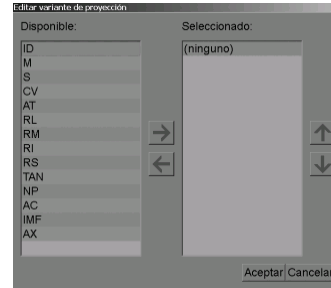 Editar variante de proyección
Disponible:
Seleccionado:
ID
M
S
CV
AT
RL
RM
RI
RS
TAN
NP
AC
IMF
AX
(ninguno)
Aceptar
Cancelar